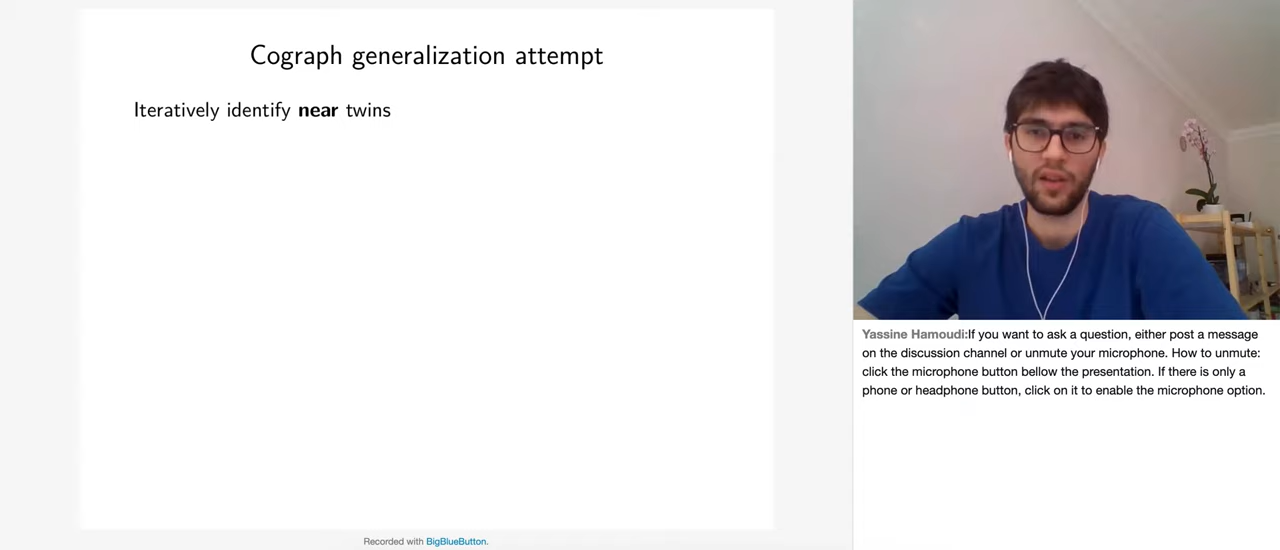 Cograph generalization attempt
Iteratively identify near twins
Recorded with BigBlueButton.
Yassine Hamoudi:If you want to ask a question, either post a message
on the discussion channel or unmute your microphone. How to unmute:
click the microphone button bellow the presentation. If there is only a
phone or headphone button, click on it to enable the microphone option.